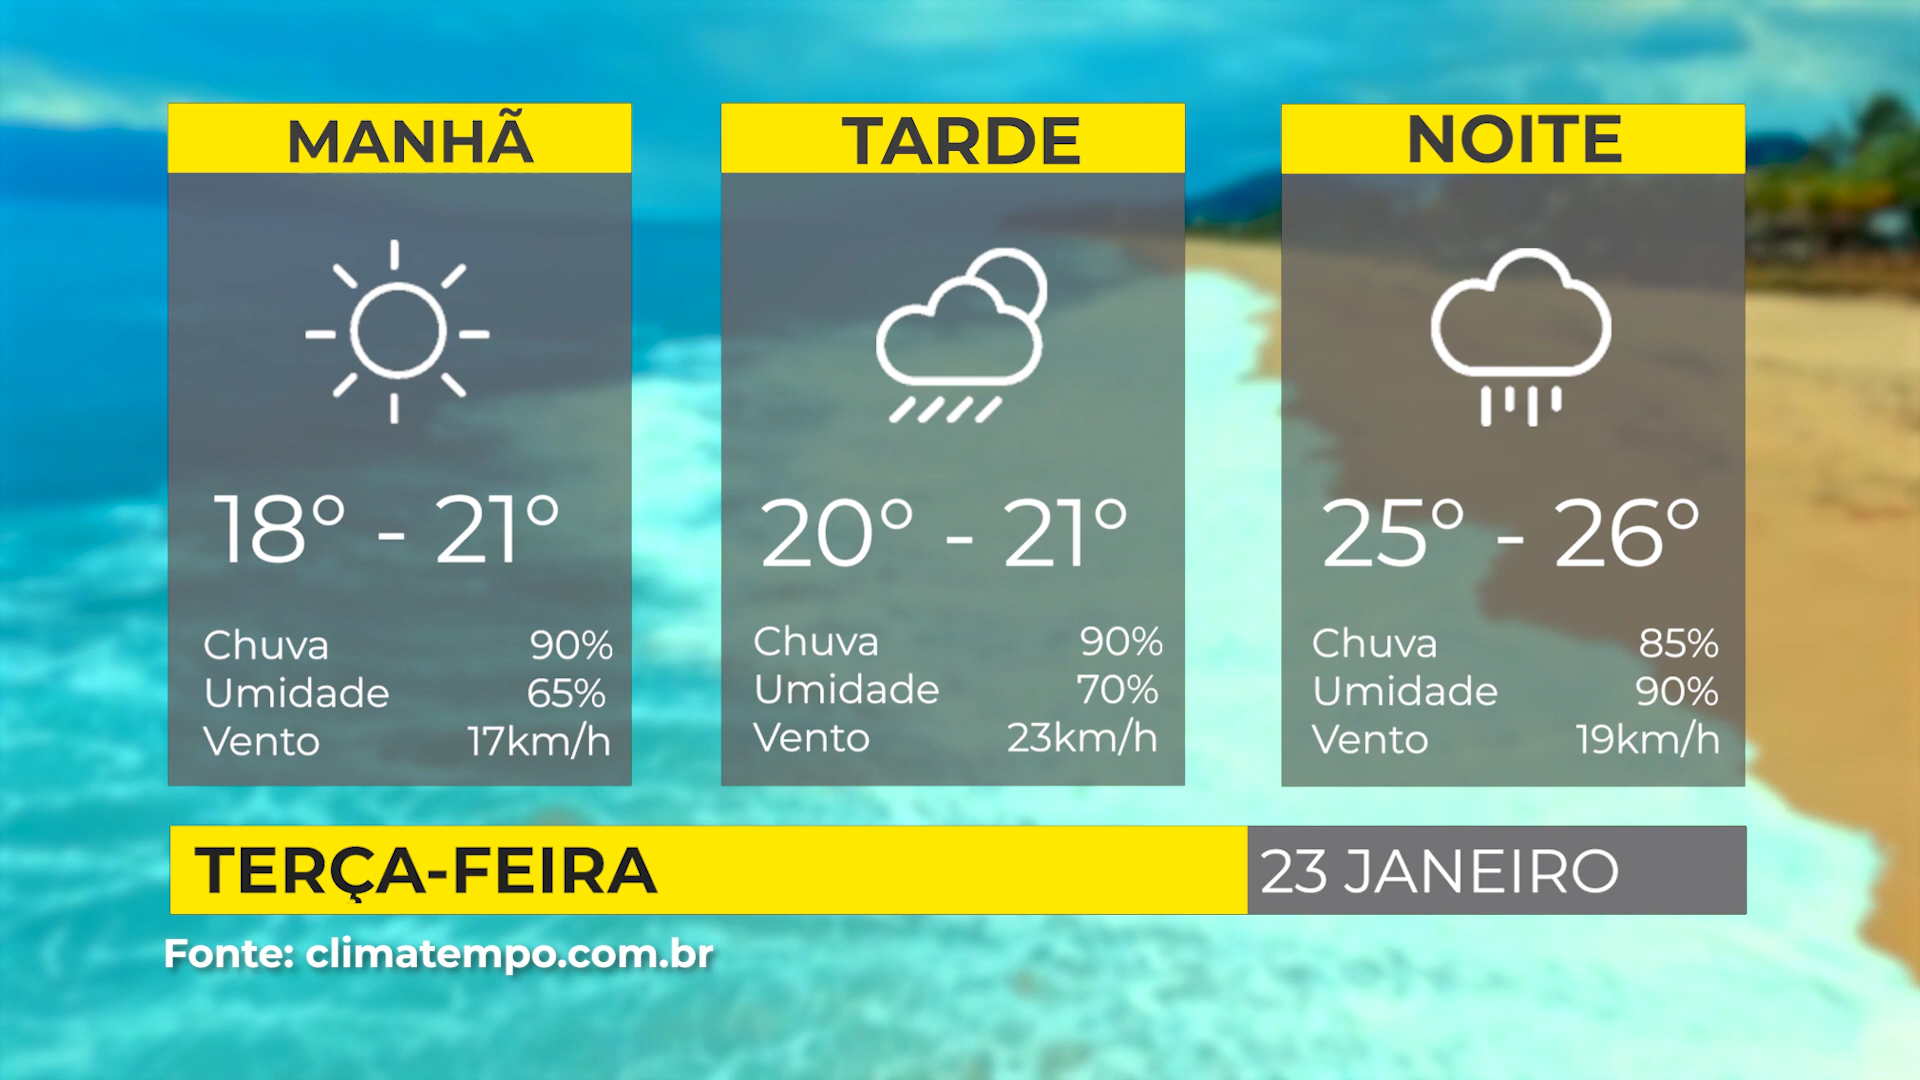 MANHÃ
18° - 21°
Chuva 90%
Umidade 65%
Vento 17km/h
TARDE
20° - 21°
Chuva 90%
Umidade 70%
Vento 23km/h
NOITE
25° - 26°
Chuva 85%
Umidade 90%
Vento 19km/h
TERÇA-FEIRA 23 JANEIRO
Fonte: climatempo.com.br